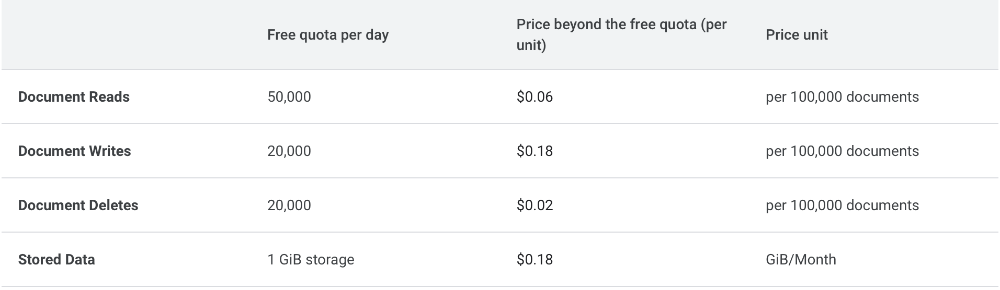 Free quota per day
Price beyond the free quota (per
unit)
Price unit
Document Reads
50,000
$0.06
per 100,000 documents
Document Writes
20,000
$0.18
per 100,000 documents
Document Deletes
20,000
$0.02
per 100,000 documents
Stored Data
1 GiB storage
$0.18
GiB/Month